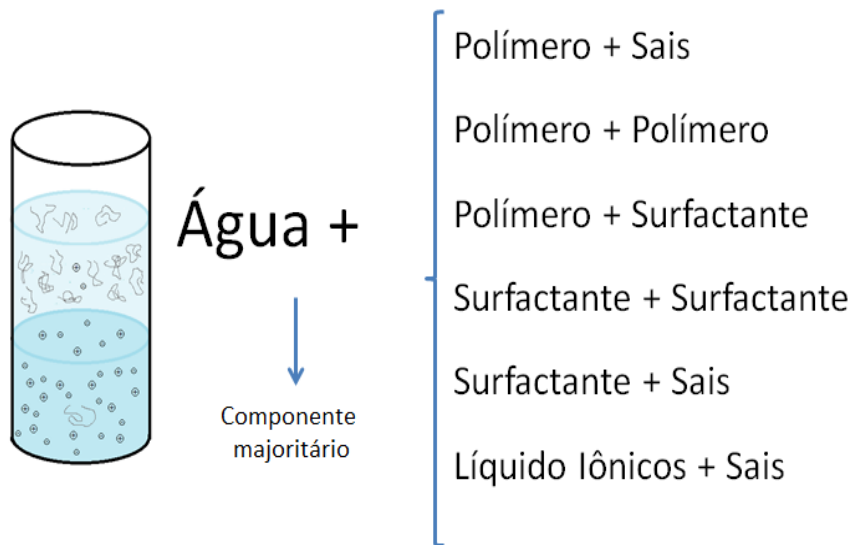 Água +
Componente
majoritário
Polímero + Sais
Polímero + Polímero
Polímero + Surfactante
Surfactante + Surfactante
Surfactante + Sais
Líquido Iônicos + Sais